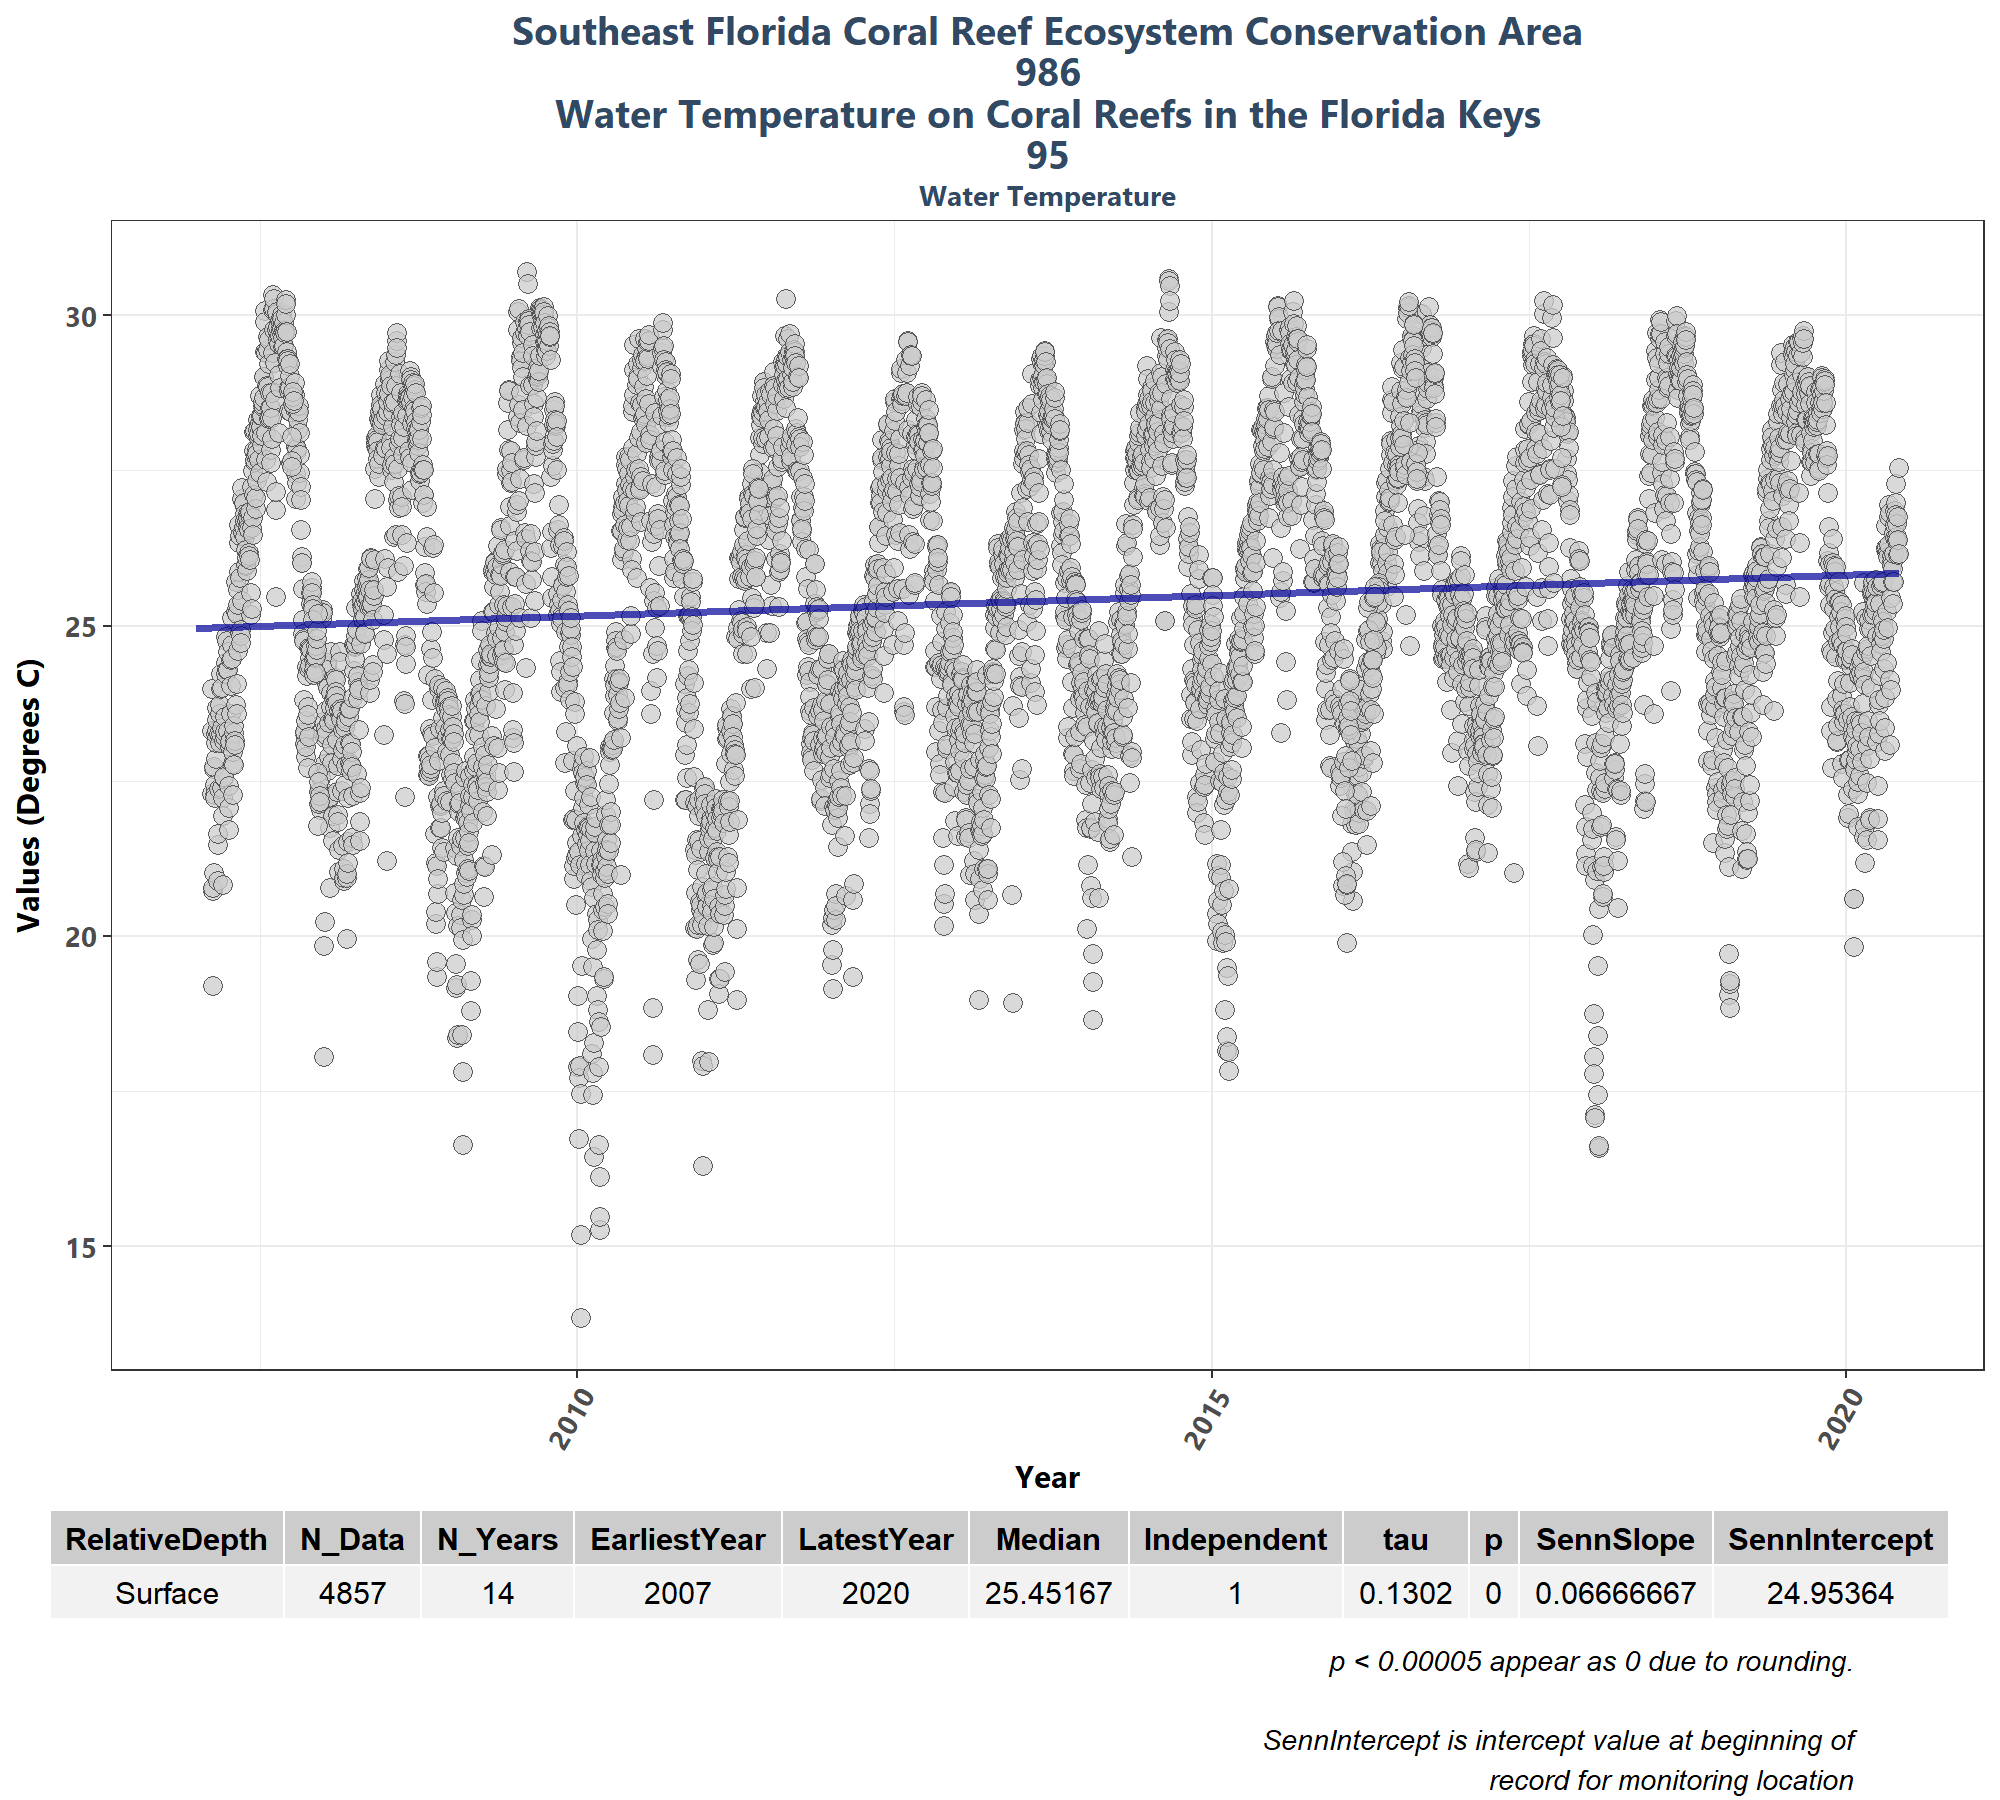 Southeast Florida Coral Reef Ecosystem Conservation Area
986
Water Temperature on Coral Reefs in the Florida Keys
95
Water Temperature
Values (Degrees C)
30
25
20
15
2010
2015
2020
Year
RelativeDepth N_Data N_Years EarliestYear LatestYear Median Independent tau p SennSlope SennIntercept
Surface 4857 14 2007 2020 25.45167 1 0.1302 0 0.06666667 24.95364
p < 0.00005 appear as 0 due to rounding.
SennIntercept is intercept value at beginning of
record for monitoring location